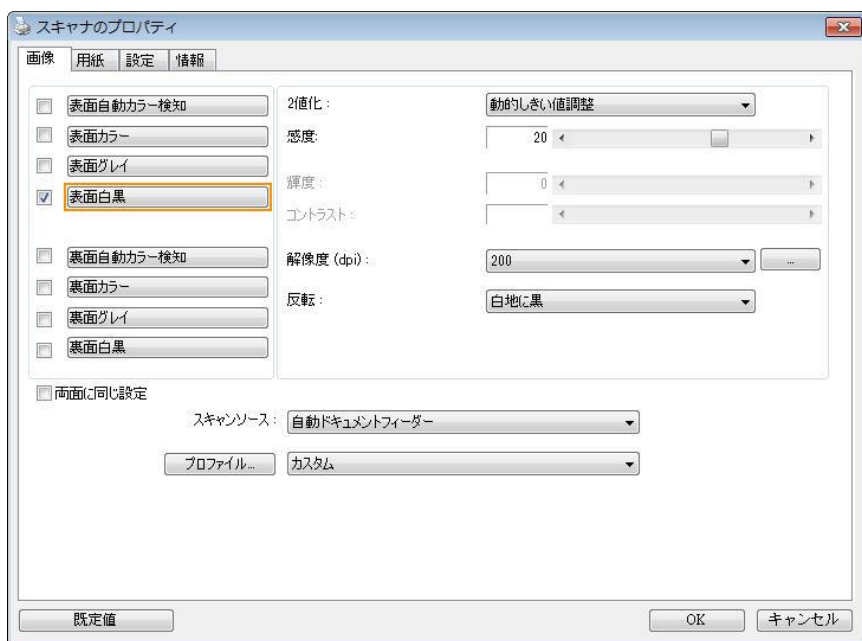 スキャナのプロパティ
画像 用紙 設定 情報
表面自動カラー検知
表面カラー
表面グレイ
表面白黒
裏面自動カラー検知
裏面カラー
裏面グレイ
裏面白黒
2値化: 動的しきい値調整
感度: 20
輝度: 0
コントラスト:
解像度 (dpi): 200 ...
反転: 白地に黒
両面に同じ設定
スキャンソース: 自動ドキュメントフィーダー
プロファイル... カスタム
既定値 OK キャンセル